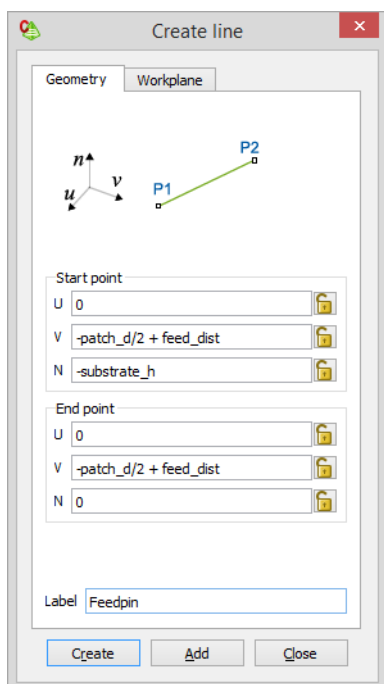 Create line
Geometry Workplane
n
v
u
P1
P2
Start point
U 0
V -patch_d/2 + feed_dist
N -substrate_h
End point
U 0
V -patch_d/2 + feed_dist
N 0
Label Feedpin
Create Add Close